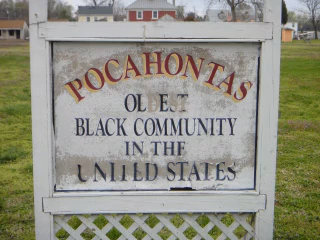 POCAHONTAS
OLDEST
BLACK COMMUNITY
IN THE
UNITED STATES